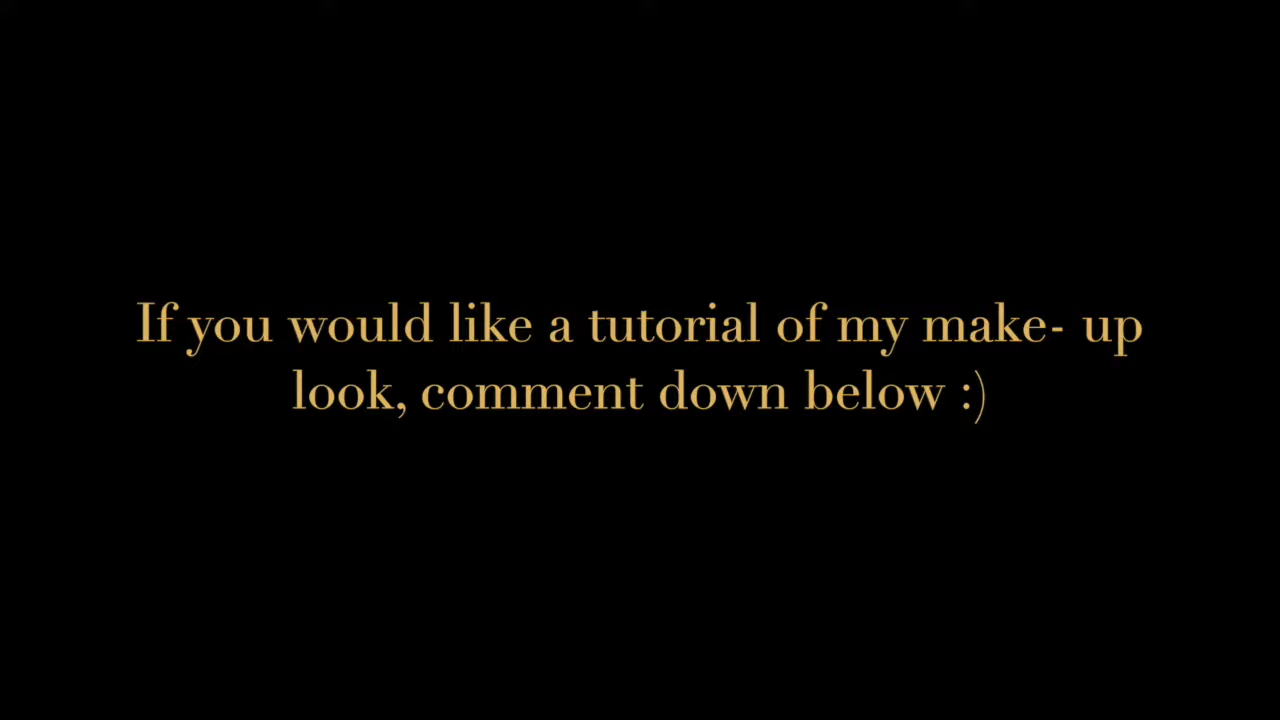 If you would like a tutorial of my make- up
look, comment down below :)